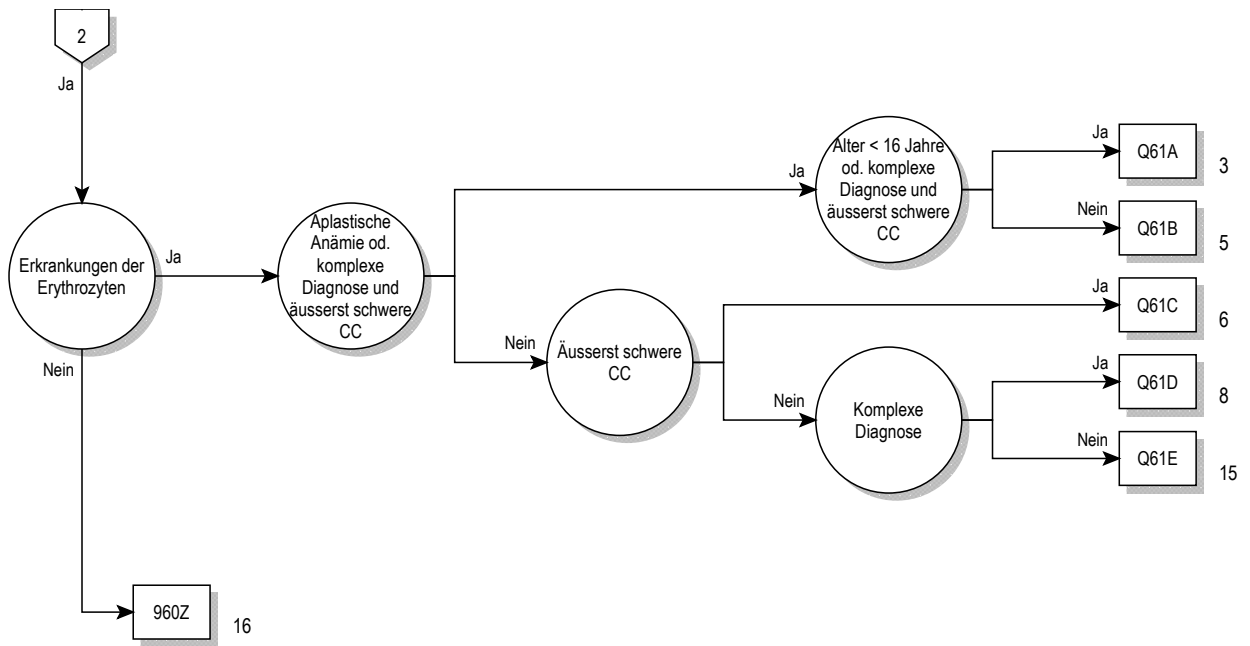 2
Ja
Erkrankungen der
Erythrozyten
Ja
Nein
Aplastische
Anämie od.
komplexe
Diagnose und
äusserst schwere
CC
Ja
Alter < 16 Jahre
od. komplexe
Diagnose und
äusserst schwere
CC
Ja
Q61A
3
Nein
Q61B
5
Nein
Äusserst schwere
CC
Ja
Q61C
6
Nein
Komplexe
Diagnose
Ja
Q61D
8
Nein
Q61E
15
960Z
16